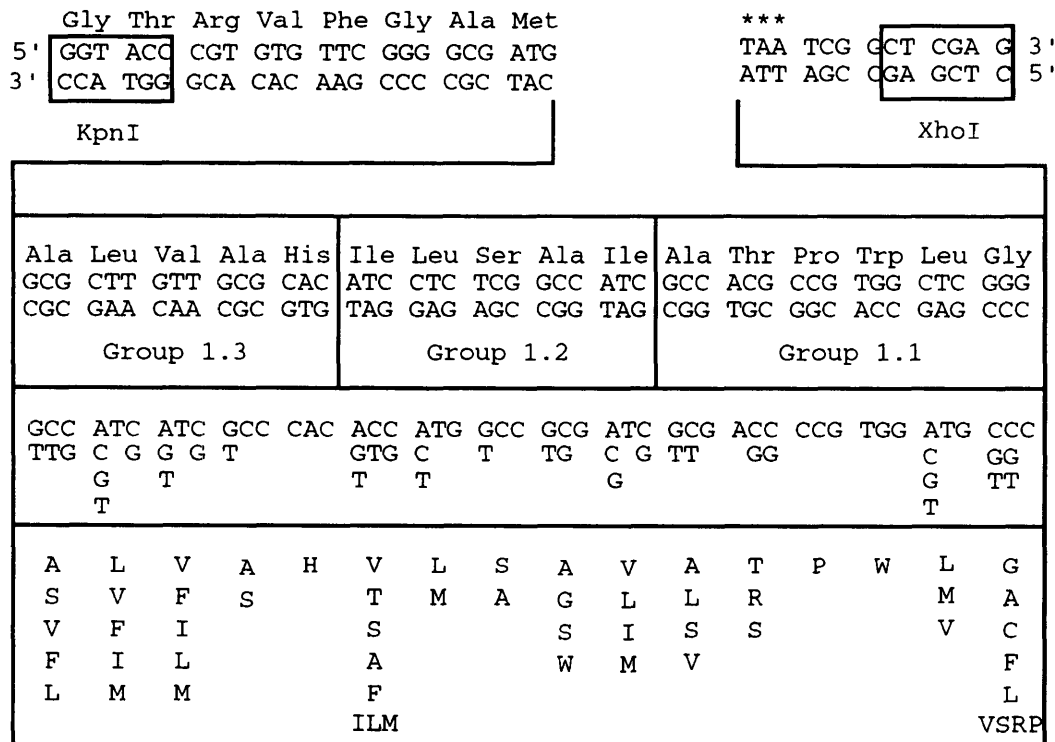 Gly Thr Arg Val Phe Gly Ala Met ***
5' GGT ACC CGT GTG TTC GGG GCG ATG TAA TCG GCT CGA G 3'
3' CCA TGG GCA CAC AAG CCC CGC TAC ATT AGC CGA GCT C 5'
KpnI XhoI
Ala Leu Val Ala His Ile Leu Ser Ala Ile Ala Thr Pro Trp Leu Gly
GCG CTT GTT GCG CAC ATC CTC TCG GCC ATC GCC ACG CCG TGG CTC GGG
CGC GAA CAA CGC GTG TAG GAG AGC CGG TAG CGG TGC GGC ACC GAG CCC
Group 1.3 Group 1.2 Group 1.1
GCC ATC ATC GCC CAC ACC ATG GCC GCG ATC GCG ACC CCG TGG ATG CCC
TTG C G G G T GTG C T TG C G TT GG C GG
G T T T G G TT
T T
A L V A H V L S A V A T P W L G
S V F S T M A G L L R M A
V F I S S I S S V C
F I L A W M V F
L M M F L
ILM VSRP